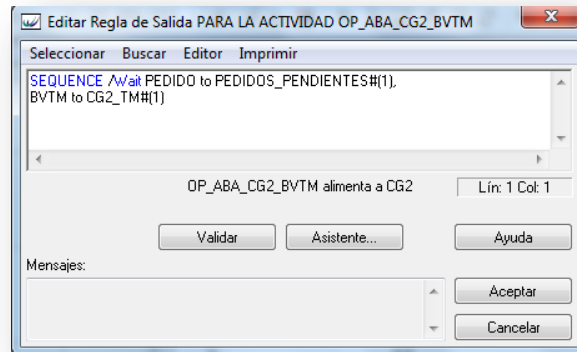 Editar Regla de Salida PARA LA ACTIVIDAD OP_ABA_CG2_BVTM
Seleccionar Buscar Editor Imprimir
SEQUENCE /Wait PEDIDO to PEDIDOS_PENDIENTES#(1),
BVTM to CG2_TM#(1)
OP_ABA_CG2_BVTM alimenta a CG2 Lín: 1 Col: 1
Validar Asistente... Ayuda
Mensajes:
Aceptar
Cancelar